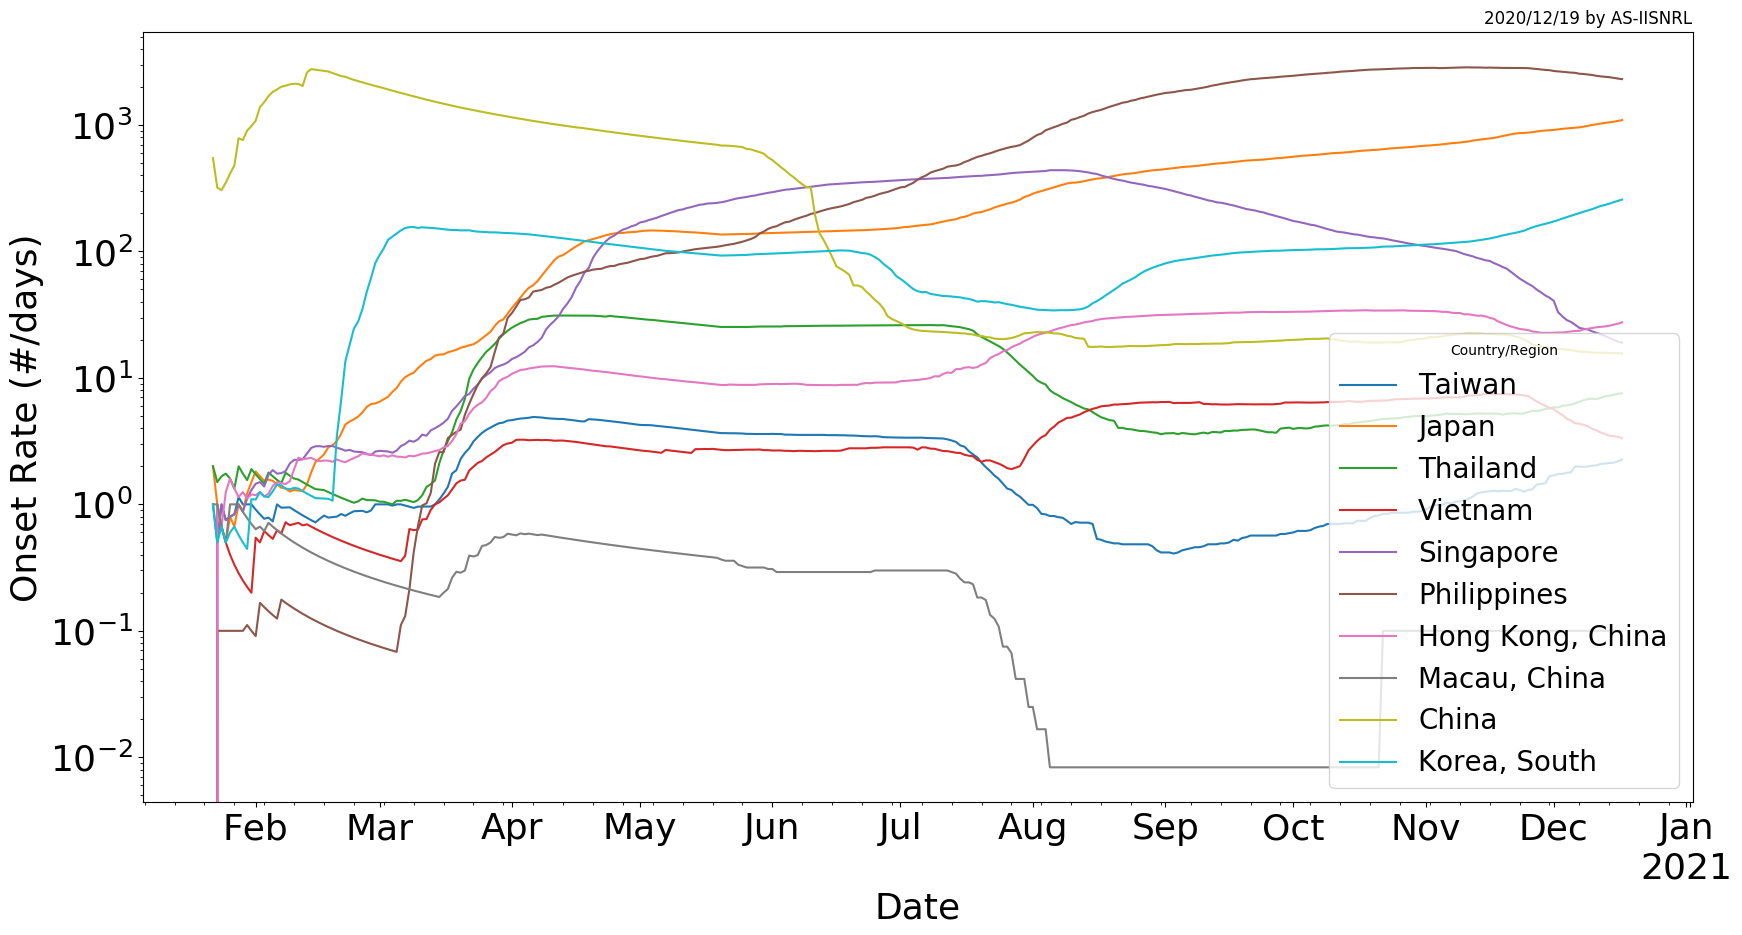 2020/12/19 by AS-IISNRL
Onset Rate (#/days)
10³
10²
10¹
10⁰
10⁻¹
10⁻²
Country/Region
Taiwan
Japan
Thailand
Vietnam
Singapore
Philippines
Hong Kong, China
Macau, China
China
Korea, South
Feb Mar Apr May Jun Jul Aug Sep Oct Nov Dec Jan
2021
Date